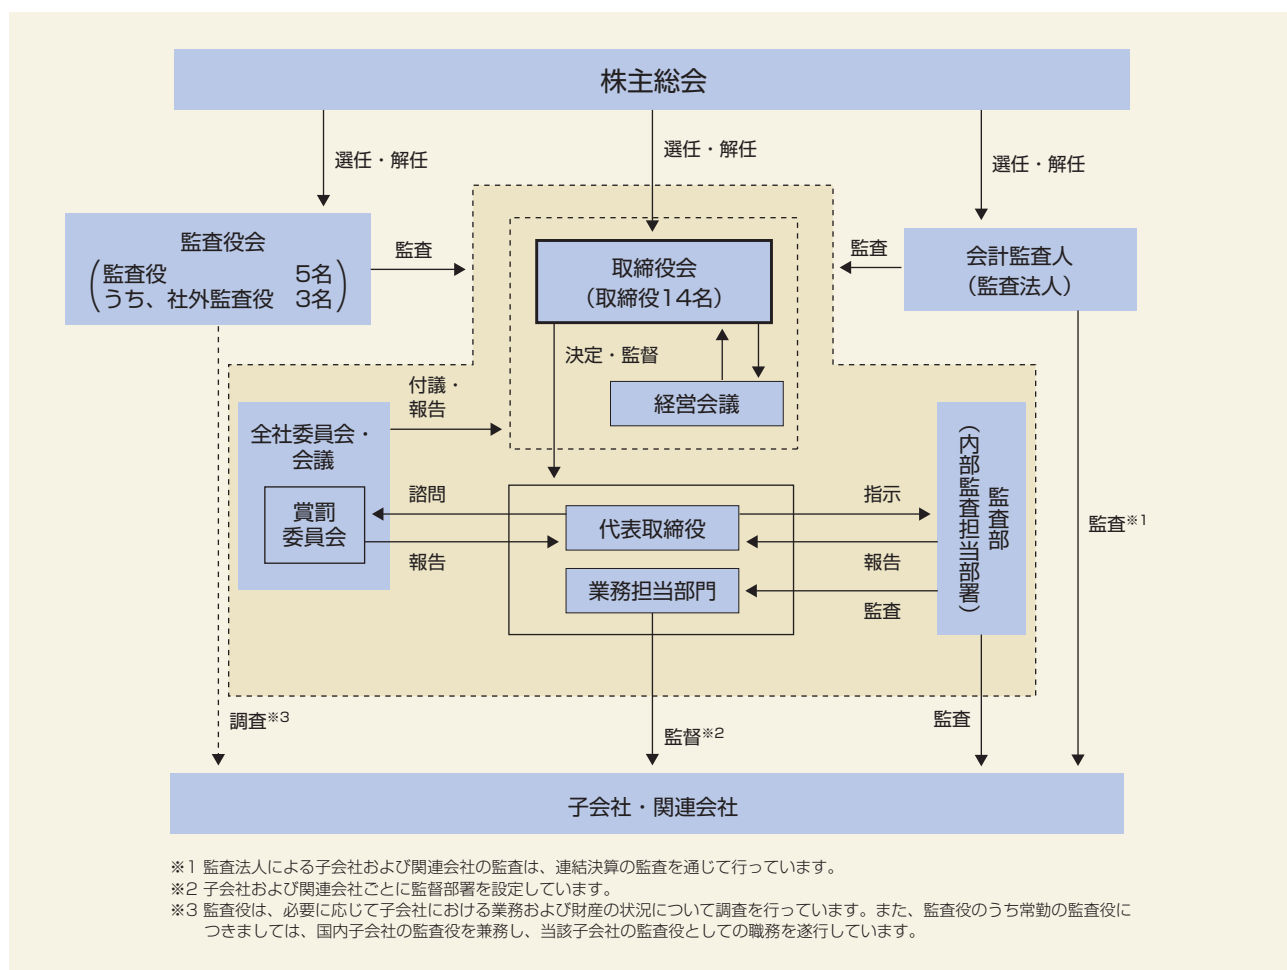 株主総会
選任・解任
選任・解任
選任・解任
監査役会
監査役 5名
うち、社外監査役 3名
監査
取締役会
（取締役14名）
監査
会計監査人
（監査法人）
決定・監督
経営会議
付議・
報告
全社委員会・
会議
賞罰
委員会
諮問
報告
代表取締役
業務担当部門
指示
報告
監査
監査部
（内部監査担当部署）
監査※1
調査※3
監督※2
監査
子会社・関連会社
※1 監査法人による子会社および関連会社の監査は、連結決算の監査を通じて行っています。
※2 子会社および関連会社ごとに監督部署を設定しています。
※3 監査役は、必要に応じて子会社における業務および財産の状況について調査を行っています。また、監査役のうち常勤の監査役に
つきましては、国内子会社の監査役を兼務し、当該子会社の監査役としての職務を遂行しています。